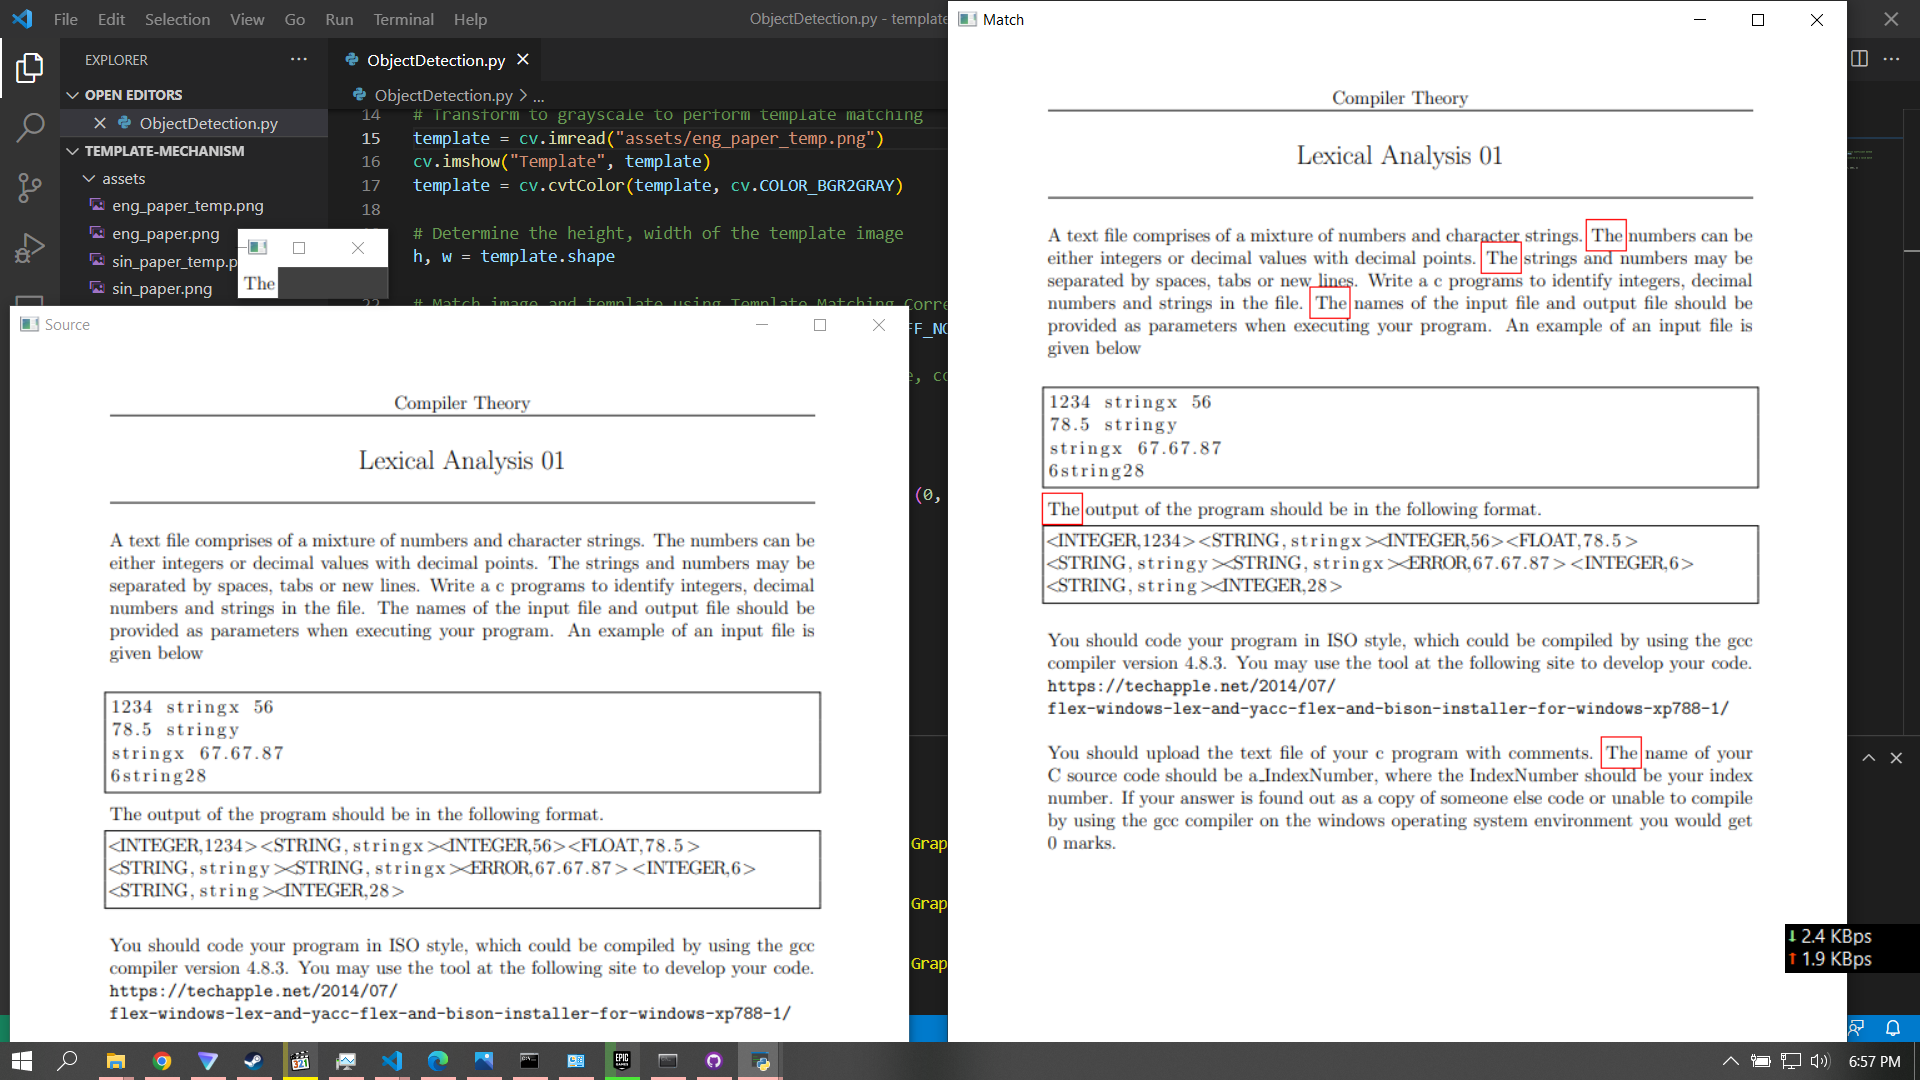 File Edit Selection View Go Run Terminal Help
ObjectDetection.py - template
EXPLORER
OPEN EDITORS
ObjectDetection.py
TEMPLATE-MECHANISM
assets
eng_paper_temp.png
eng_paper.png
sin_paper_temp.p
sin_paper.png
ObjectDetection.py
ObjectDetection.py > ...
14 # Transform to grayscale to perform template matching
15 template = cv.imread("assets/eng_paper_temp.png")
16 cv.imshow("Template", template)
17 template = cv.cvtColor(template, cv.COLOR_BGR2GRAY)
18
# Determine the height, width of the template image
h, w = template.shape
22 # Match image and template using Template Matching Corre
FF_NO
e, co
(0,
Grap
Grap
Grap
The
Source
Compiler Theory
Lexical Analysis 01
A text file comprises of a mixture of numbers and character strings. The numbers can be
either integers or decimal values with decimal points. The strings and numbers may be
separated by spaces, tabs or new lines. Write a c programs to identify integers, decimal
numbers and strings in the file. The names of the input file and output file should be
provided as parameters when executing your program. An example of an input file is
given below
1234 stringx 56
78.5 stringy
stringx 67.67.87
6string28
The output of the program should be in the following format.
<INTEGER,1234><STRING,stringx><INTEGER,56><FLOAT,78.5>
<STRING,stringy><STRING,stringx><ERROR,67.67.87><INTEGER,6>
<STRING,string><INTEGER,28>
You should code your program in ISO style, which could be compiled by using the gcc
compiler version 4.8.3. You may use the tool at the following site to develop your code.
https://techapple.net/2014/07/
flex-windows-lex-and-yacc-flex-and-bison-installer-for-windows-xp788-1/
Match
Compiler Theory
Lexical Analysis 01
A text file comprises of a mixture of numbers and character strings. The numbers can be
either integers or decimal values with decimal points. The strings and numbers may be
separated by spaces, tabs or new lines. Write a c programs to identify integers, decimal
numbers and strings in the file. The names of the input file and output file should be
provided as parameters when executing your program. An example of an input file is
given below
1234 stringx 56
78.5 stringy
stringx 67.67.87
6string28
The output of the program should be in the following format.
<INTEGER,1234><STRING,stringx><INTEGER,56><FLOAT,78.5>
<STRING,stringy><STRING,stringx><ERROR,67.67.87><INTEGER,6>
<STRING,string><INTEGER,28>
You should code your program in ISO style, which could be compiled by using the gcc
compiler version 4.8.3. You may use the tool at the following site to develop your code.
https://techapple.net/2014/07/
flex-windows-lex-and-yacc-flex-and-bison-installer-for-windows-xp788-1/
You should upload the text file of your c program with comments. The name of your
C source code should be a_IndexNumber, where the IndexNumber should be your index
number. If your answer is found out as a copy of someone else code or unable to compile
by using the gcc compiler on the windows operating system environment you would get
0 marks.
2.4 KBps
1.9 KBps
321
EPIC GAMES
6:57 PM